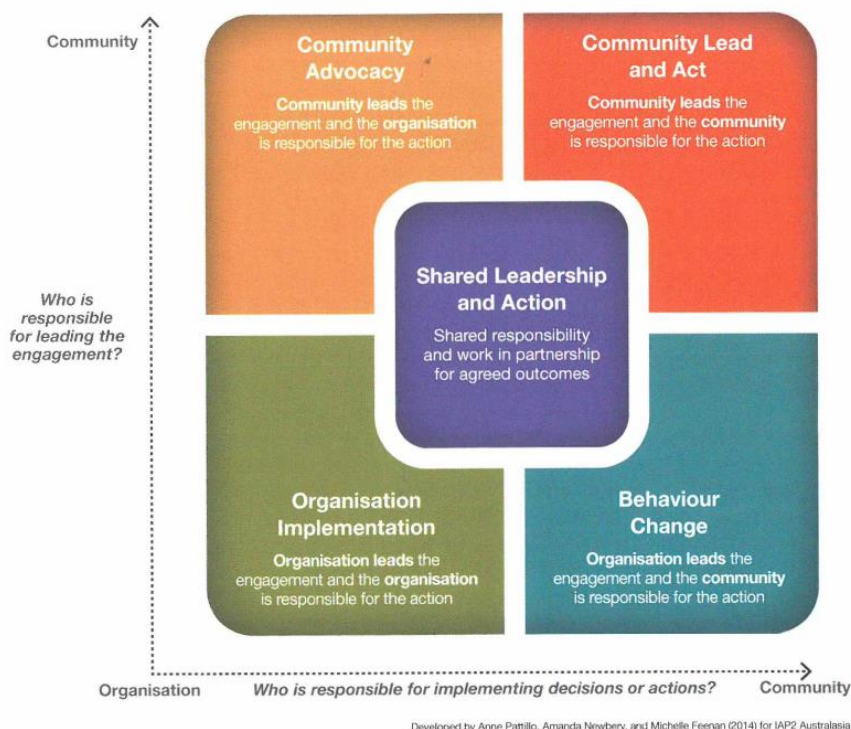 Community
Community
Advocacy
Community leads the
engagement and the organisation
is responsible for the action
Community Lead
and Act
Community leads the
engagement and the community
is responsible for the action
Who is
responsible
for leading the
engagement?
Shared Leadership
and Action
Shared responsibility
and work in partnership
for agreed outcomes
Organisation
Implementation
Organisation leads the
engagement and the organisation
is responsible for the action
Behaviour
Change
Organisation leads the
engagement and the community
is responsible for the action
Organisation
Who is responsible for implementing decisions or actions?
Community
Developed by Anne Pattillo, Amanda Newbery, and Michelle Feenan (2014) for IAP2 Australasia